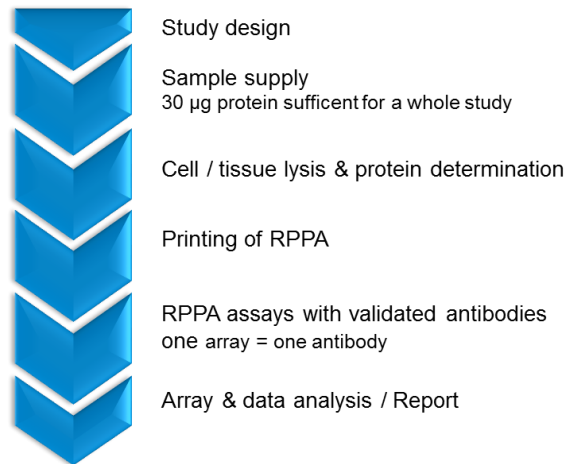 Study design
Sample supply
30 µg protein sufficent for a whole study
Cell / tissue lysis & protein determination
Printing of RPPA
RPPA assays with validated antibodies
one array = one antibody
Array & data analysis / Report